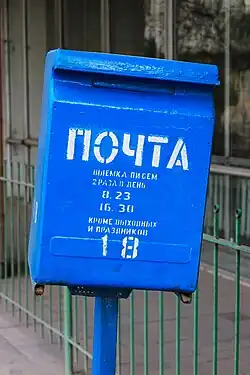 ПОЧТА
ВЫЕМКА ПИСЕМ
2 РАЗА В ДЕНЬ
8. 23
16. 30
КРОМЕ ВЫХОДНЫХ
И ПРАЗДНИКОВ
18